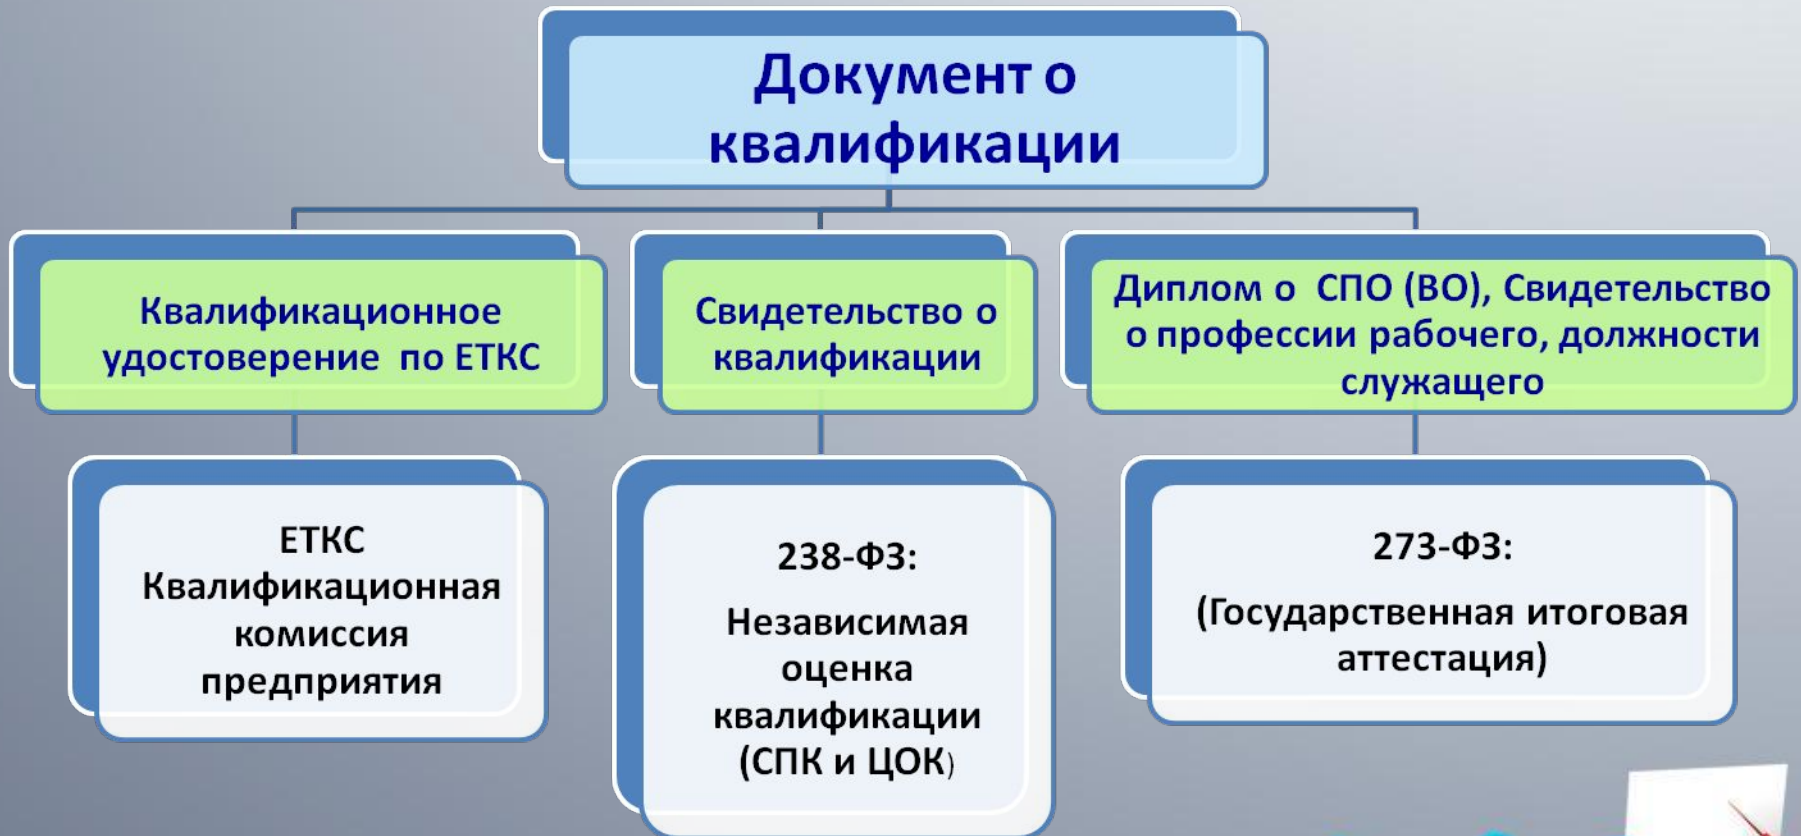 Документ о
квалификации
Квалификационное
удостоверение по ЕТКС
Свидетельство о
квалификации
Диплом о СПО (ВО), Свидетельство
о профессии рабочего, должности
служащего
ЕТКС
Квалификационная
комиссия
предприятия
238-ФЗ:
Независимая
оценка
квалификации
(СПК и ЦОК)
273-ФЗ:
(Государственная итоговая
аттестация)